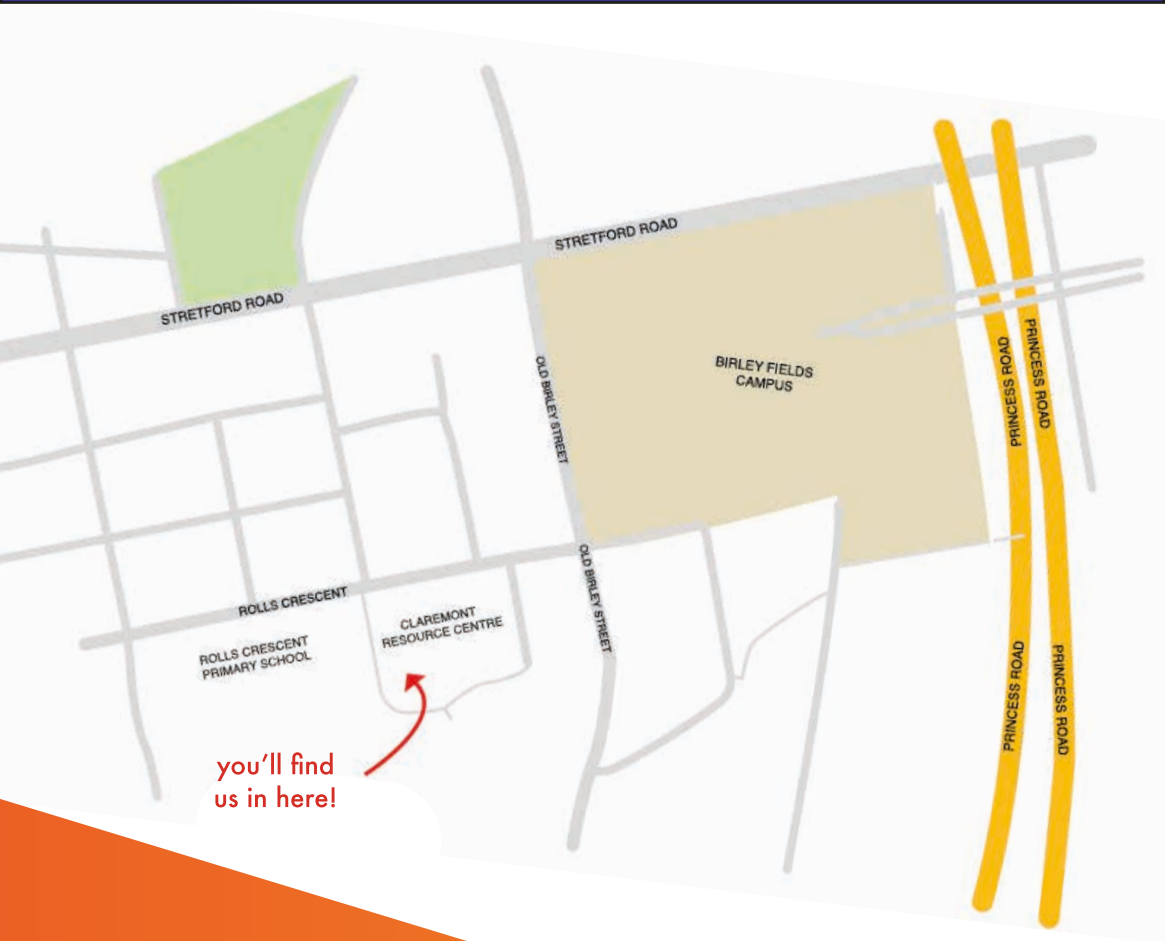 STRETFORD ROAD
STRETFORD ROAD
BIRLEY FIELDS
CAMPUS
OLD BIRLEY STREET
PRINCESS ROAD
PRINCESS ROAD
OLD BIRLEY STREET
ROLLS CRESCENT
CLAREMONT
RESOURCE CENTRE
ROLLS CRESCENT
PRIMARY SCHOOL
PRINCESS ROAD
PRINCESS ROAD
you'll find
us in here!